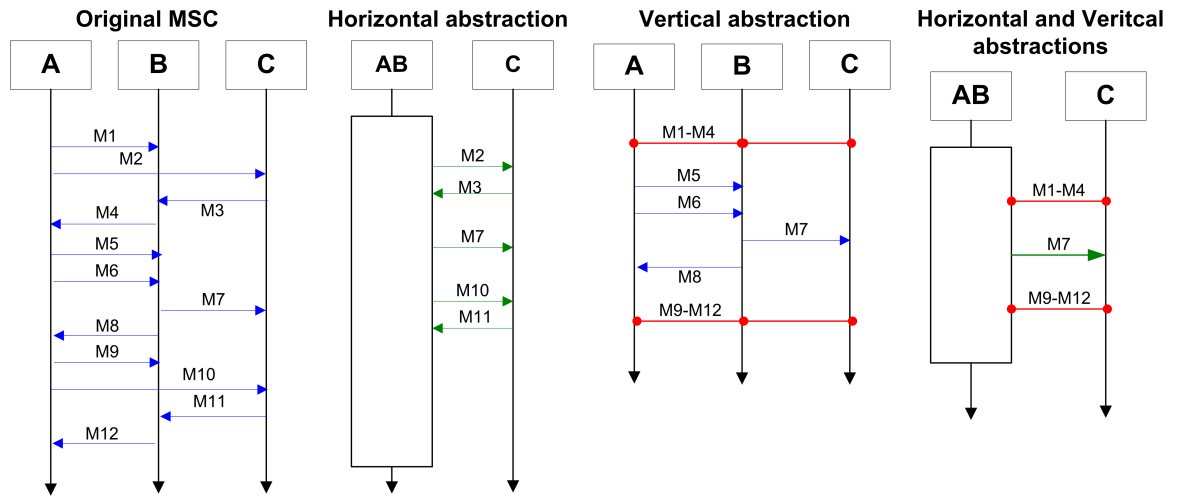 Original MSC
A B C
M1
M2
M3
M4
M5
M6
M7
M8
M9
M10
M11
M12
Horizontal abstraction
AB C
M2
M3
M7
M10
M11
Vertical abstraction
A B C
M1-M4
M5
M6
M7
M8
M9-M12
Horizontal and Veritcal
abstractions
AB C
M1-M4
M7
M9-M12